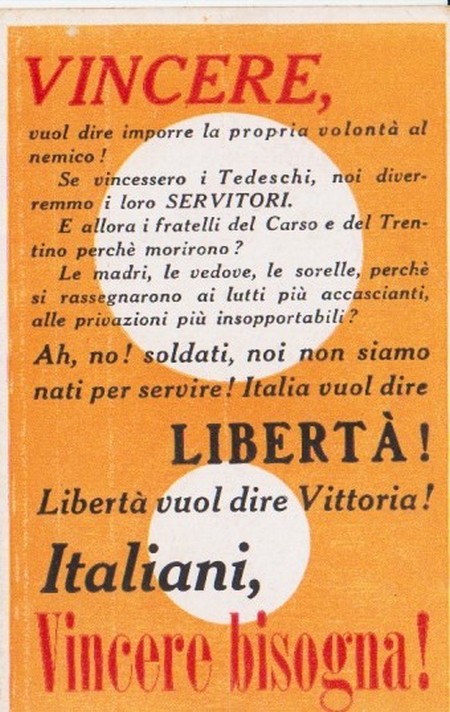 VINCERE,
vuol dire imporre la propria volontà al
nemico!
Se vincessero i Tedeschi, noi diver-
remmo i loro SERVITORI.
E allora i fratelli del Carso e del Tren-
tino perchè morirono?
Le madri, le vedove, le sorelle, perchè
si rassegnarono ai lutti più accascianti,
alle privazioni più insopportabili?
Ah, no! soldati, noi non siamo
nati per servire! Italia vuol dire
LIBERTÀ!
Libertà vuol dire Vittoria!
Italiani,
Vincere bisogna!